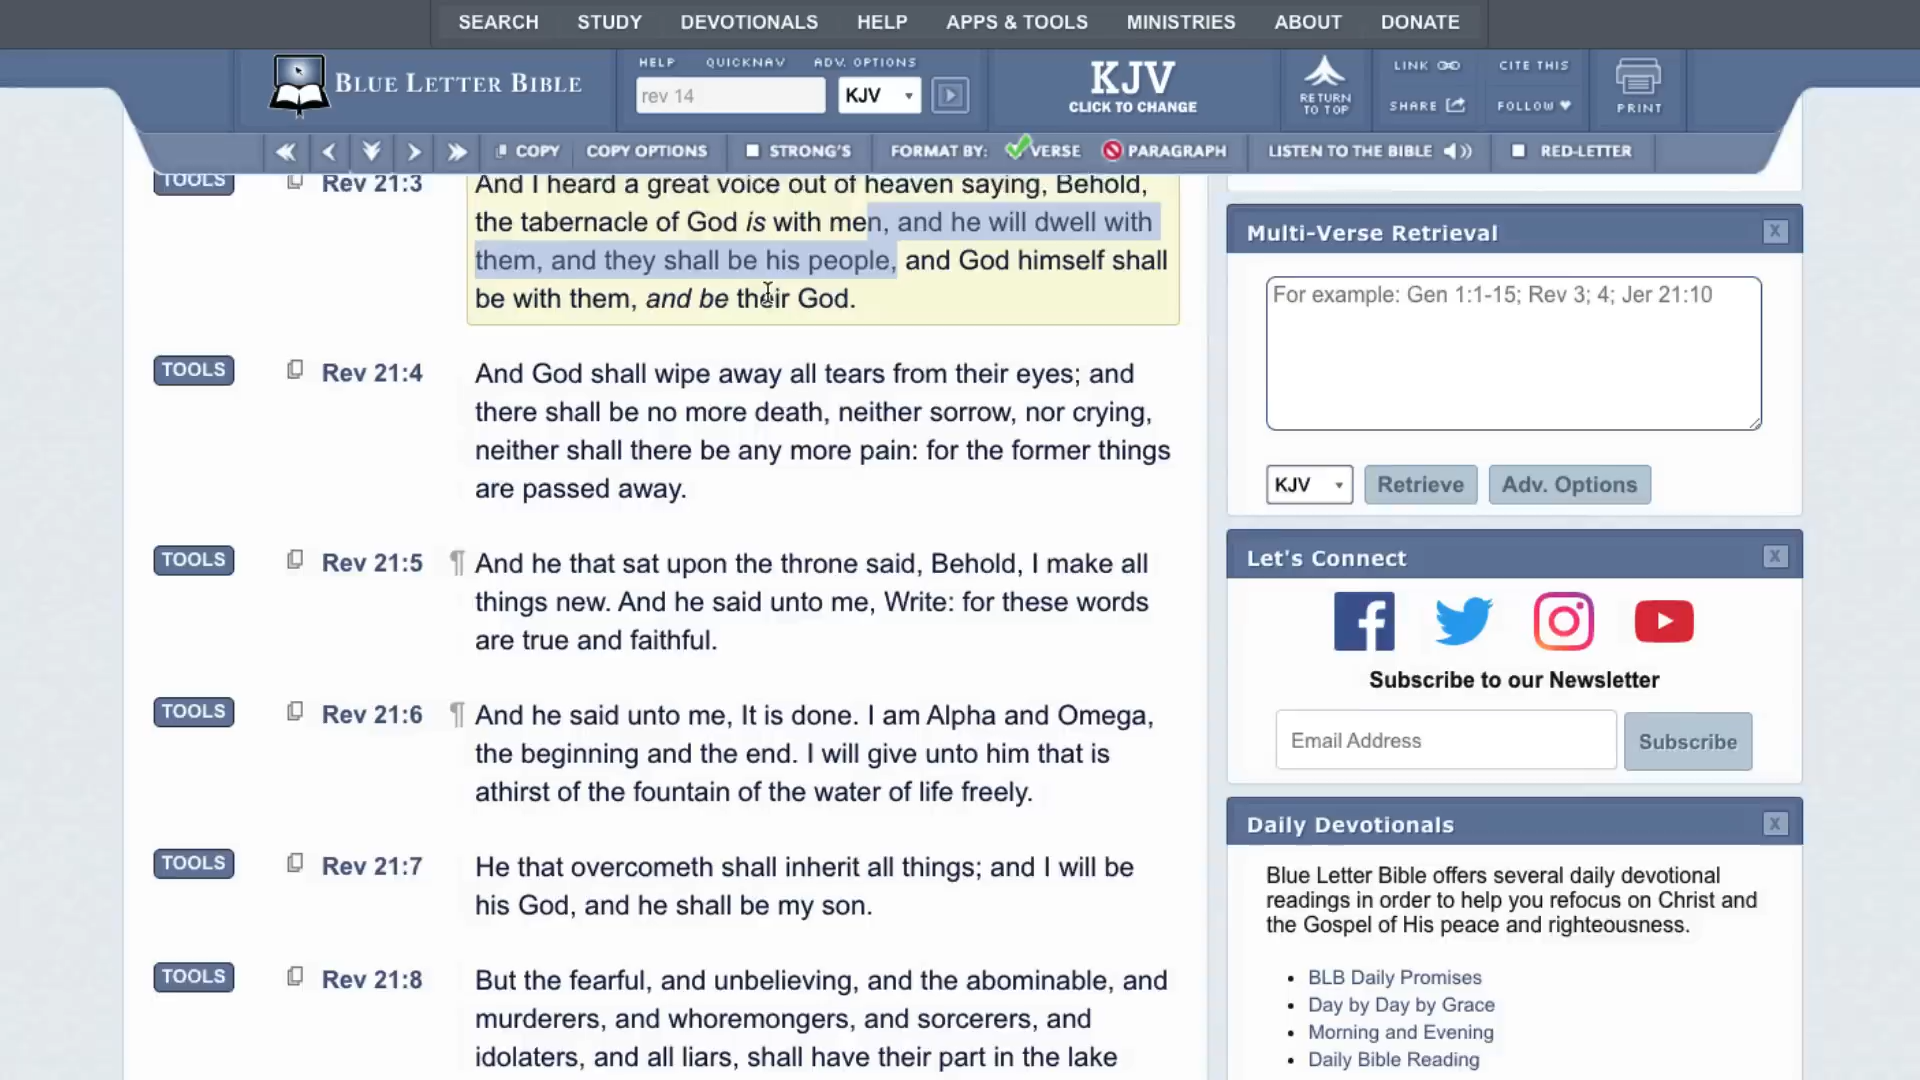 SEARCH STUDY DEVOTIONALS HELP APPS & TOOLS MINISTRIES ABOUT DONATE
BLUE LETTER BIBLE
HELP QUICKNAV ADV. OPTIONS
rev 14 KJV
KJV
CLICK TO CHANGE
RETURN
TO TOP
LINK
SHARE
CITE THIS
FOLLOW
PRINT
COPY COPY OPTIONS STRONG'S FORMAT BY: VERSE PARAGRAPH LISTEN TO THE BIBLE RED-LETTER
TOOLS Rev 21:3 And I heard a great voice out of heaven saying, Behold,
the tabernacle of God is with men, and he will dwell with
them, and they shall be his people, and God himself shall
be with them, and be their God.
TOOLS Rev 21:4 And God shall wipe away all tears from their eyes; and
there shall be no more death, neither sorrow, nor crying,
neither shall there be any more pain: for the former things
are passed away.
TOOLS Rev 21:5 ¶ And he that sat upon the throne said, Behold, I make all
things new. And he said unto me, Write: for these words
are true and faithful.
TOOLS Rev 21:6 ¶ And he said unto me, It is done. I am Alpha and Omega,
the beginning and the end. I will give unto him that is
athirst of the fountain of the water of life freely.
TOOLS Rev 21:7 He that overcometh shall inherit all things; and I will be
his God, and he shall be my son.
TOOLS Rev 21:8 But the fearful, and unbelieving, and the abominable, and
murderers, and whoremongers, and sorcerers, and
idolaters, and all liars, shall have their part in the lake
Multi-Verse Retrieval X
For example: Gen 1:1-15; Rev 3; 4; Jer 21:10
KJV Retrieve Adv. Options
Let's Connect X
Subscribe to our Newsletter
Email Address Subscribe
Daily Devotionals X
Blue Letter Bible offers several daily devotional
readings in order to help you refocus on Christ and
the Gospel of His peace and righteousness.
• BLB Daily Promises
• Day by Day by Grace
• Morning and Evening
• Daily Bible Reading